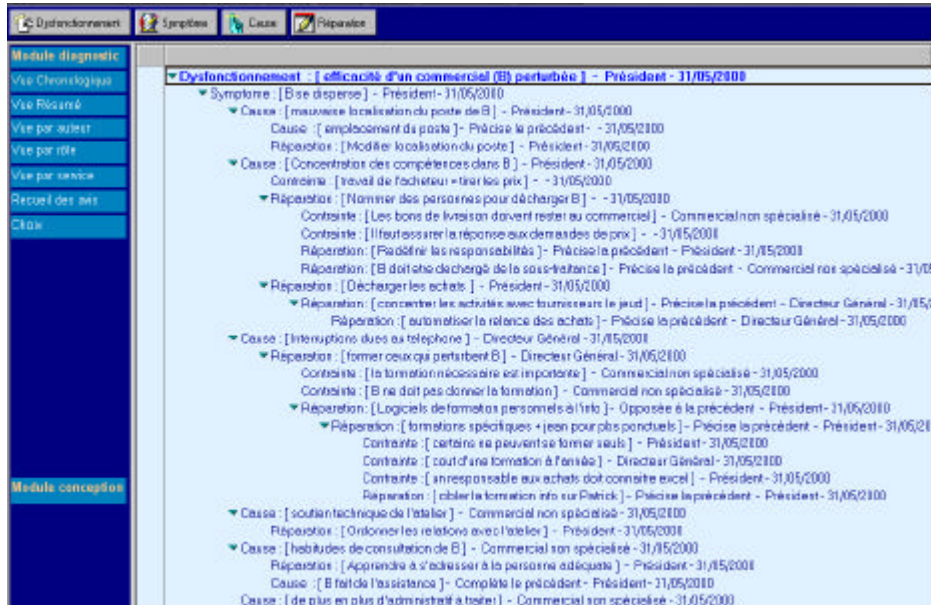 Dysfonctionnement
Symptôme
Cause
Réparation
Module diagnostic
Vue Chronologique
Vue Résumé
Vue par auteur
Vue par rôle
Vue par service
Recueil des avis
Choix
Module conception
Dysfonctionnement : [ efficacité d'un commercial (B) perturbée ] - Président - 31/05/2000
Symptome : [B se disperse ] - Président - 31/05/2000
Cause : [mauvaise localisation du poste de B ] - Président - 31/05/2000
Cause : [ emplacement du poste ] - Précise le précédent - - 31/05/2000
Réparation : [Modifier localisation du poste ] - Président - 31/05/2000
Cause : [Concentration des compétences dans B ] - Président - 31/05/2000
Contrainte : [travail de l'acheteur = tirer les prix ] - - 31/05/2000
Réparation : [Nommer des personnes pour décharger B ] - Président - 31/05/2000
Contrainte : [Les bons de livraison doivent rester au commercial ] - Commercial non spécialisé - 31/05/2000
Contrainte : [Il faut assurer la réponse aux demandes de prix ] - - 31/05/2000
Réparation : [Redéfinir les responsabilités ] - Précise la précédent - Président - 31/05/2000
Réparation : [B doit etre dechargé de la sous-traitance ] - Précise la précédent - Commercial non spécialisé - 31/0
Réparation : [Décharger les achats ] - Président - 31/05/2000
Réparation : [ concentrer les activités avec fournisseurs le jeudi ] - Précise la précédent - Directeur Général - 31/05/
Réparation : [ automatiser la relance des achats ] - Précise la précédent - Directeur Général - 31/05/2000
Cause : [Interruptions dues au telephone ] - Directeur Général - 31/05/2000
Réparation : [former ceux qui perturbent B ] - Directeur Général - 31/05/2000
Contrainte : [la formation nécessaire est importante ] - Commercial non spécialisé - 31/05/2000
Contrainte : [B ne doit pas donner la formation ] - Commercial non spécialisé - 31/05/2000
Réparation : [Logiciels de formation personnels à l'info ] - Opposée à la précédent - Président - 31/05/2000
Réparation : [ formations spécifiques + jean pour pbs ponctuels ] - Précise la précédent - Président - 31/05/20
Contrainte : [ certains ne peuvent se former seuls ] - Président - 31/05/2000
Contrainte : [ cout d'une formation à l'année ] - Directeur Général - 31/05/2000
Contrainte : [ un responsable aux achats doit connaitre excel ] - Président - 31/05/2000
Réparation : [ cibler la formation info sur Patrick ] - Précise la précédent - Président - 31/05/2000
Cause : [ soutien technique de l'atelier ] - Commercial non spécialisé - 31/05/2000
Réparation : [Ordonner les relations avec l'atelier ] - Président - 31/05/2000
Cause : [habitudes de consultation de B ] - Commercial non spécialisé - 31/05/2000
Réparation : [Apprendre à s'adresser à la personne adéquate ] - Président - 31/05/2000
Cause : [B fait de l'assistance ] - Complète le précédent - Président - 31/05/2000
Cause : [ de plus en plus d'administratif à traiter ] - Commercial non spécialisé - 31/05/2000